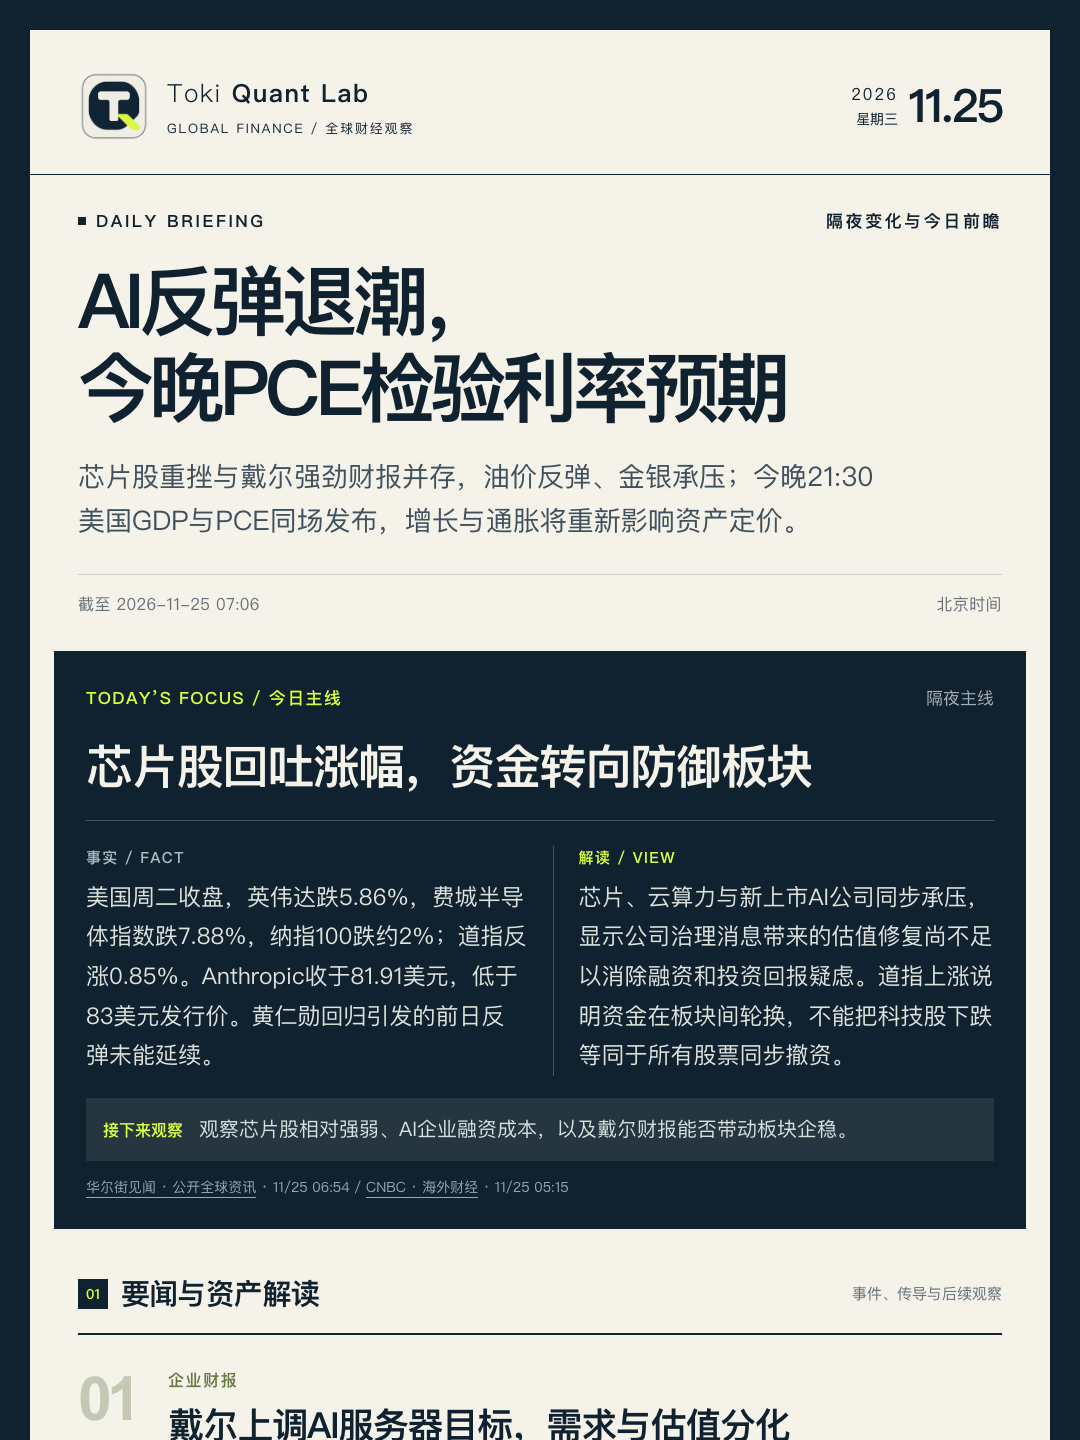 Toki Quant Lab
GLOBAL FINANCE / 全球财经观察
2026
星期三
11.25
DAILY BRIEFING
隔夜变化与今日前瞻
AI反弹退潮，
今晚PCE检验利率预期
芯片股重挫与戴尔强劲财报并存，油价反弹、金银承压；今晚21:30
美国GDP与PCE同场发布，增长与通胀将重新影响资产定价。
截至 2026-11-25 07:06
北京时间
TODAY'S FOCUS / 今日主线
隔夜主线
芯片股回吐涨幅，资金转向防御板块
事实 / FACT
美国周二收盘，英伟达跌5.86%，费城半导
体指数跌7.88%，纳指100跌约2%；道指反
涨0.85%。Anthropic收于81.91美元，低于
83美元发行价。黄仁勋回归引发的前日反
弹未能延续。
解读 / VIEW
芯片、云算力与新上市AI公司同步承压，
显示公司治理消息带来的估值修复尚不足
以消除融资和投资回报疑虑。道指上涨说
明资金在板块间轮换，不能把科技股下跌
等同于所有股票同步撤资。
接下来观察 观察芯片股相对强弱、AI企业融资成本，以及戴尔财报能否带动板块企稳。
华尔街见闻 · 公开全球资讯 · 11/25 06:54 / CNBC · 海外财经 · 11/25 05:15
01 要闻与资产解读
事件、传导与后续观察
01
企业财报
戴尔上调AI服务器目标，需求与估值分化